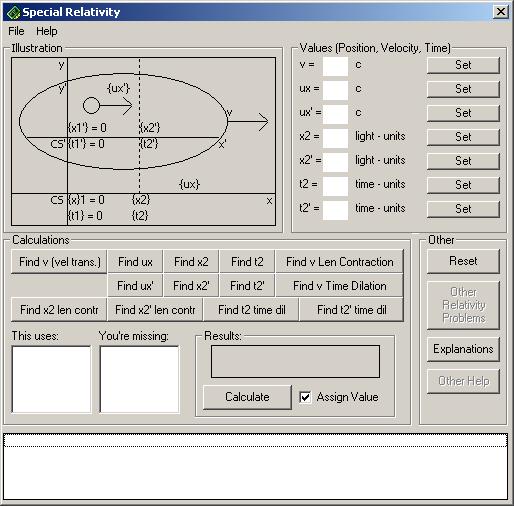 Special Relativity
File Help
Illustration
y
y'
{ux'}
v
{x1'} = 0 {x2'}
CS' {t1'} = 0 {t2'} x'
{ux}
CS {x}1 = 0 {x2} x
{t1} = 0 {t2}
Values (Position, Velocity, Time)
v = c Set
ux = c Set
ux' = c Set
x2 = light - units Set
x2' = light - units Set
t2 = time - units Set
t2' = time - units Set
Calculations
Find v (vel trans.) Find ux Find x2 Find t2 Find v Len Contraction
Find ux' Find x2' Find t2' Find v Time Dilation
Find x2 len contr Find x2' len contr Find t2 time dil Find t2' time dil
This uses: You're missing:
Results:
Calculate Assign Value
Other
Reset
Other
Relativity
Problems
Explanations
Other Help